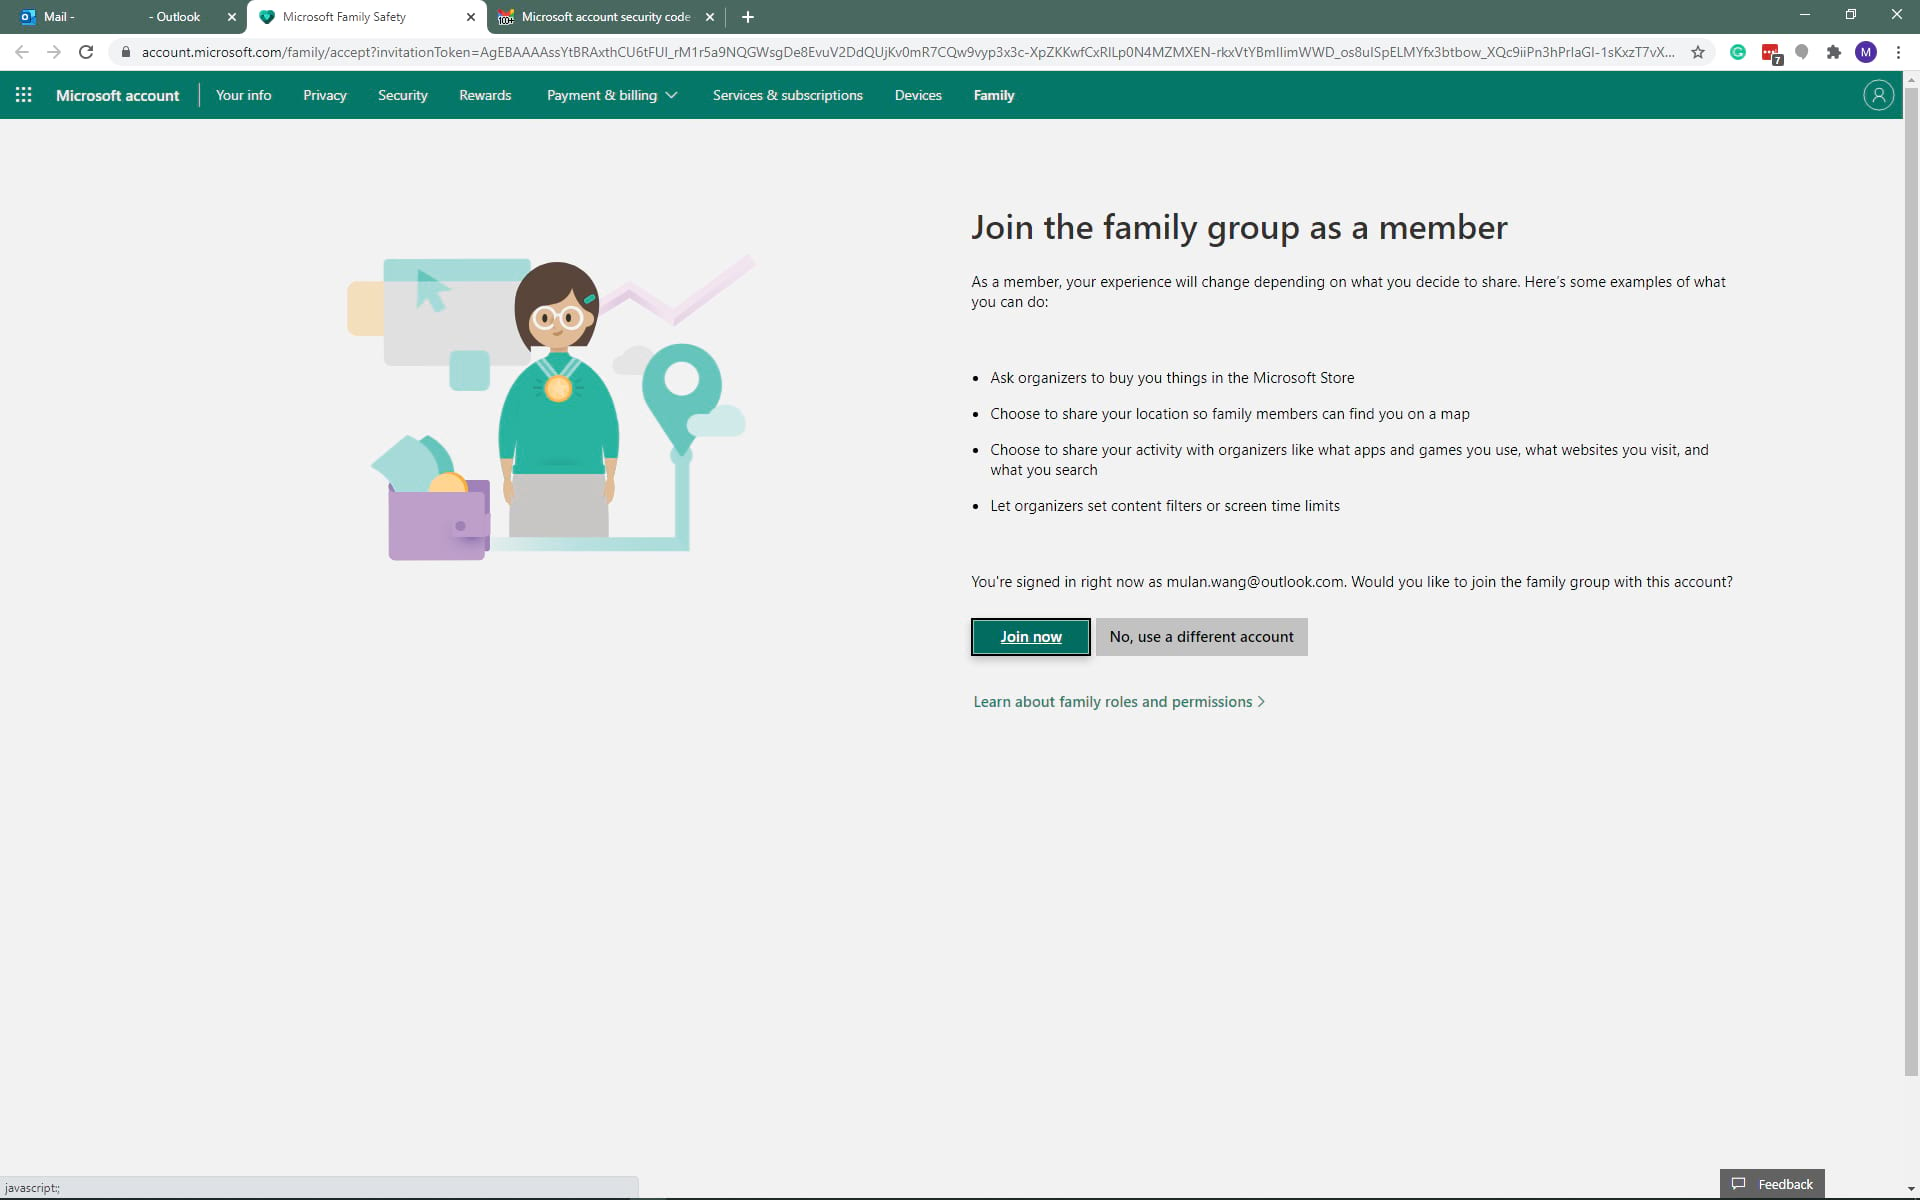 Mail - - Outlook
Microsoft Family Safety
Microsoft account security code
account.microsoft.com/family/accept?invitationToken=
7
M
Microsoft account
Your info
Privacy
Security
Rewards
Payment & billing
Services & subscriptions
Devices
Family
Join the family group as a member
As a member, your experience will change depending on what you decide to share. Here's some examples of what
you can do:
Ask organizers to buy you things in the Microsoft Store
Choose to share your location so family members can find you on a map
Choose to share your activity with organizers like what apps and games you use, what websites you visit, and
what you search
Let organizers set content filters or screen time limits
You're signed in right now as mulan.wang@outlook.com. Would you like to join the family group with this account?
Join now
No, use a different account
Learn about family roles and permissions
javascript:;
Feedback